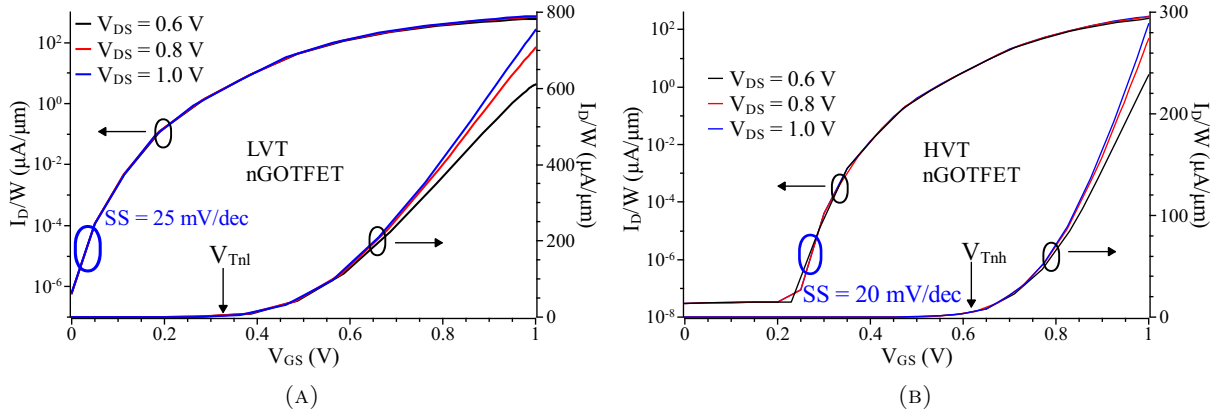 V_DS = 0.6 V
V_DS = 0.8 V
V_DS = 1.0 V
LVT
nGOTFET
SS = 25 mV/dec
V_Tnl
I_D/W (μA/μm)
10^2
10^0
10^-2
10^-4
10^-6
0
0.2
0.4
0.6
0.8
1
V_GS (V)
800
600
400
200
0
I_D/W (μA/μm)
(A)
V_DS = 0.6 V
V_DS = 0.8 V
V_DS = 1.0 V
HVT
nGOTFET
V_Tnh
SS = 20 mV/dec
I_D/W (μA/μm)
10^2
10^0
10^-2
10^-4
10^-6
10^-8
0
0.2
0.4
0.6
0.8
1
V_GS (V)
300
200
100
0
I_D/W (μA/μm)
(B)